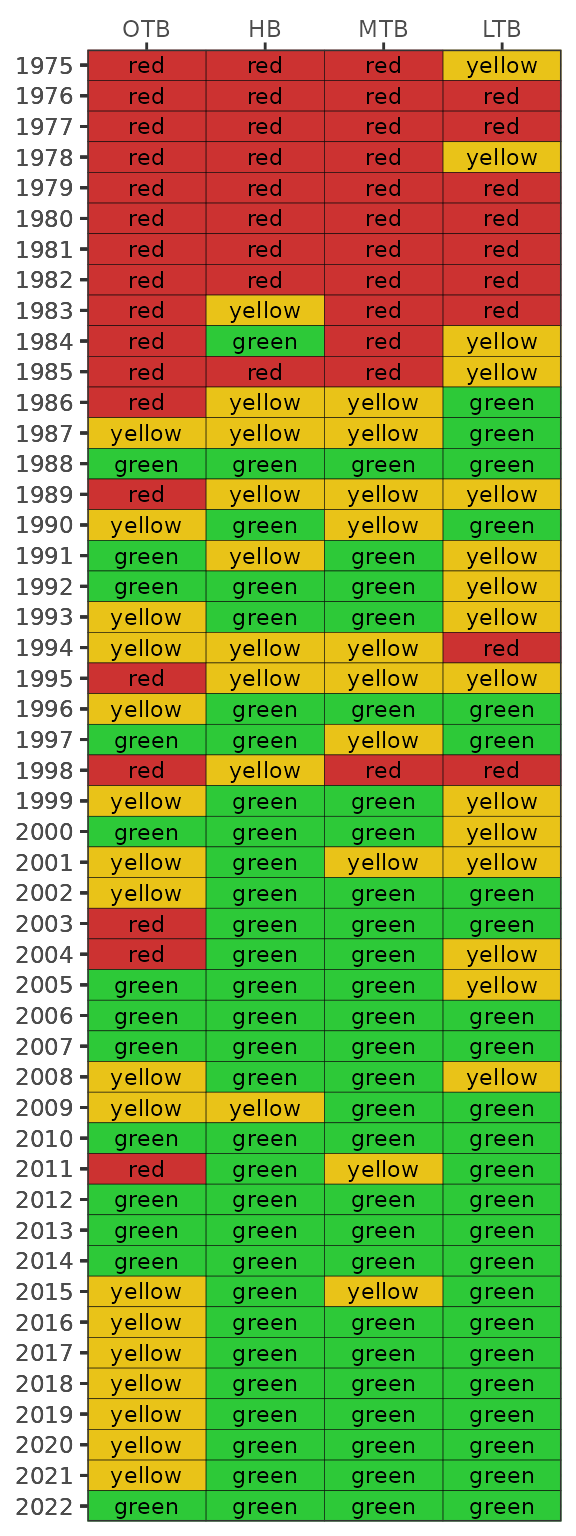 OTB HB MTB LTB
1975 red red red yellow
1976 red red red red
1977 red red red red
1978 red red red yellow
1979 red red red red
1980 red red red red
1981 red red red red
1982 red red red red
1983 red yellow red red
1984 red green red yellow
1985 red red red yellow
1986 red yellow yellow green
1987 yellow yellow yellow green
1988 green green green green
1989 red yellow yellow yellow
1990 yellow green yellow green
1991 green yellow green yellow
1992 green green green yellow
1993 yellow green green yellow
1994 yellow yellow yellow red
1995 red yellow yellow yellow
1996 yellow green green green
1997 green green yellow green
1998 red yellow red red
1999 yellow green green yellow
2000 green green green yellow
2001 yellow green yellow yellow
2002 yellow green green green
2003 red green green green
2004 red green green yellow
2005 green green green yellow
2006 green green green green
2007 green green green green
2008 yellow green green yellow
2009 yellow yellow green green
2010 green green green green
2011 red green yellow green
2012 green green green green
2013 green green green green
2014 green green green green
2015 yellow green yellow green
2016 yellow green green green
2017 yellow green green green
2018 yellow green green green
2019 yellow green green green
2020 yellow green green green
2021 yellow green green green
2022 green green green green